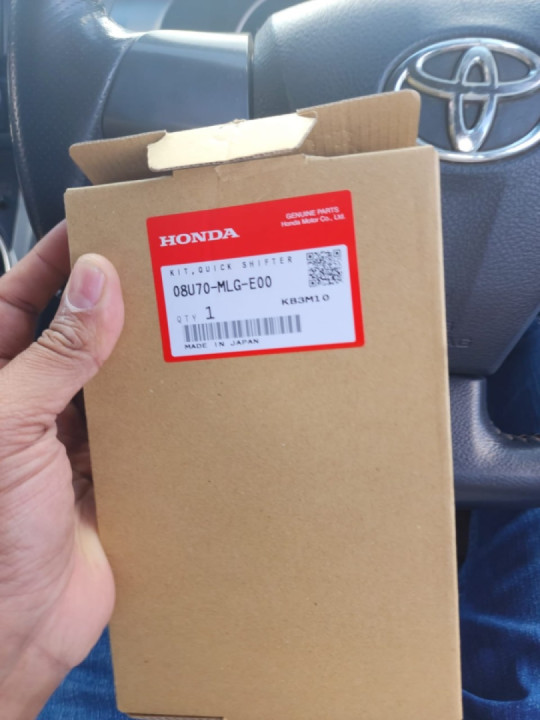 GENUINE PARTS
Honda Motor Co., Ltd.
HONDA
KIT, QUICK SHIFTER
08U70-MLG-E00
KB3M10
QTY 1
MADE IN JAPAN